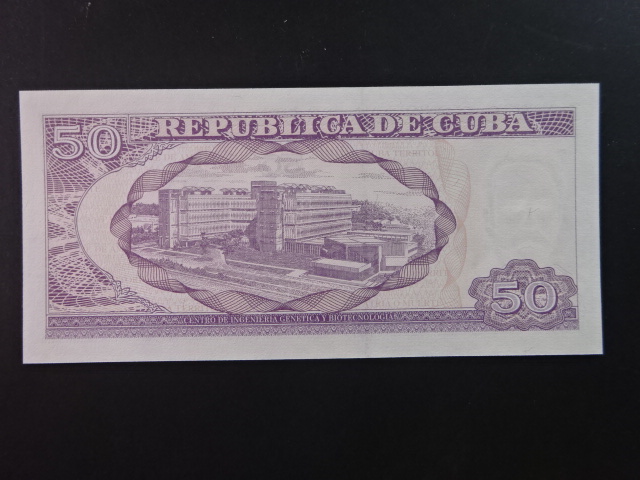 50
REPUBLICA DE CUBA
50
CENTRO DE INGENIERIA GENETICA Y BIOTECNOLOGIA